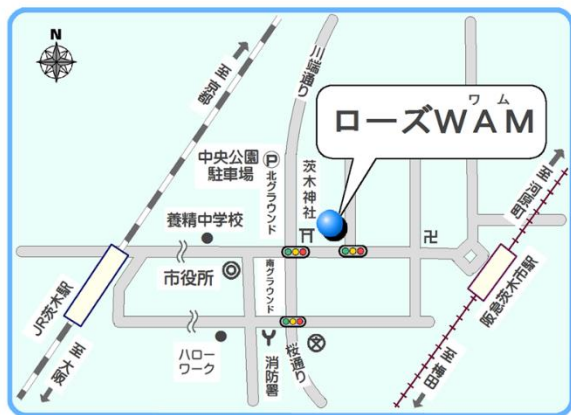 N
至京都
川端通り
ワム
ローズWAM
中央公園
駐車場
P
北グラウンド
茨木神社
至河原町
養精中学校
卍
市役所
南グラウンド
JR茨木駅
阪急茨木市駅
至大阪
ハロー
ワーク
消防署
桜通り
至梅田